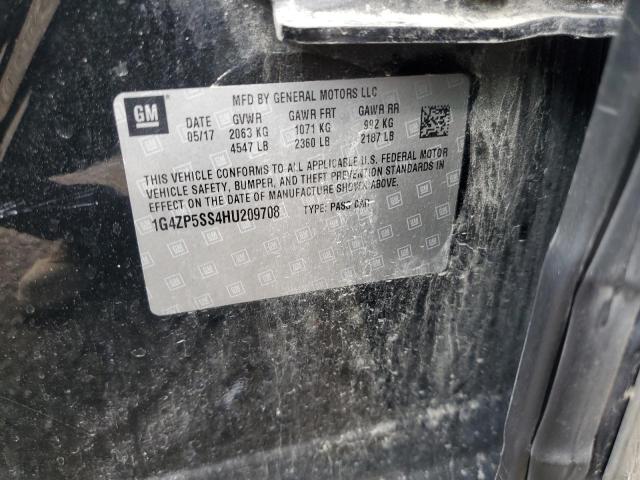 GM
MFD BY GENERAL MOTORS LLC
DATE GVWR GAWR FRT GAWR RR
05/17 2063 KG 1071 KG 992 KG
4547 LB 2360 LB 2187 LB
THIS VEHICLE CONFORMS TO ALL APPLICABLE U.S. FEDERAL MOTOR
VEHICLE SAFETY, BUMPER, AND THEFT PREVENTION STANDARDS IN
EFFECT ON THE DATE OF MANUFACTURE SHOWN ABOVE.
1G4ZP5SS4HU209708 TYPE: PASS CAR